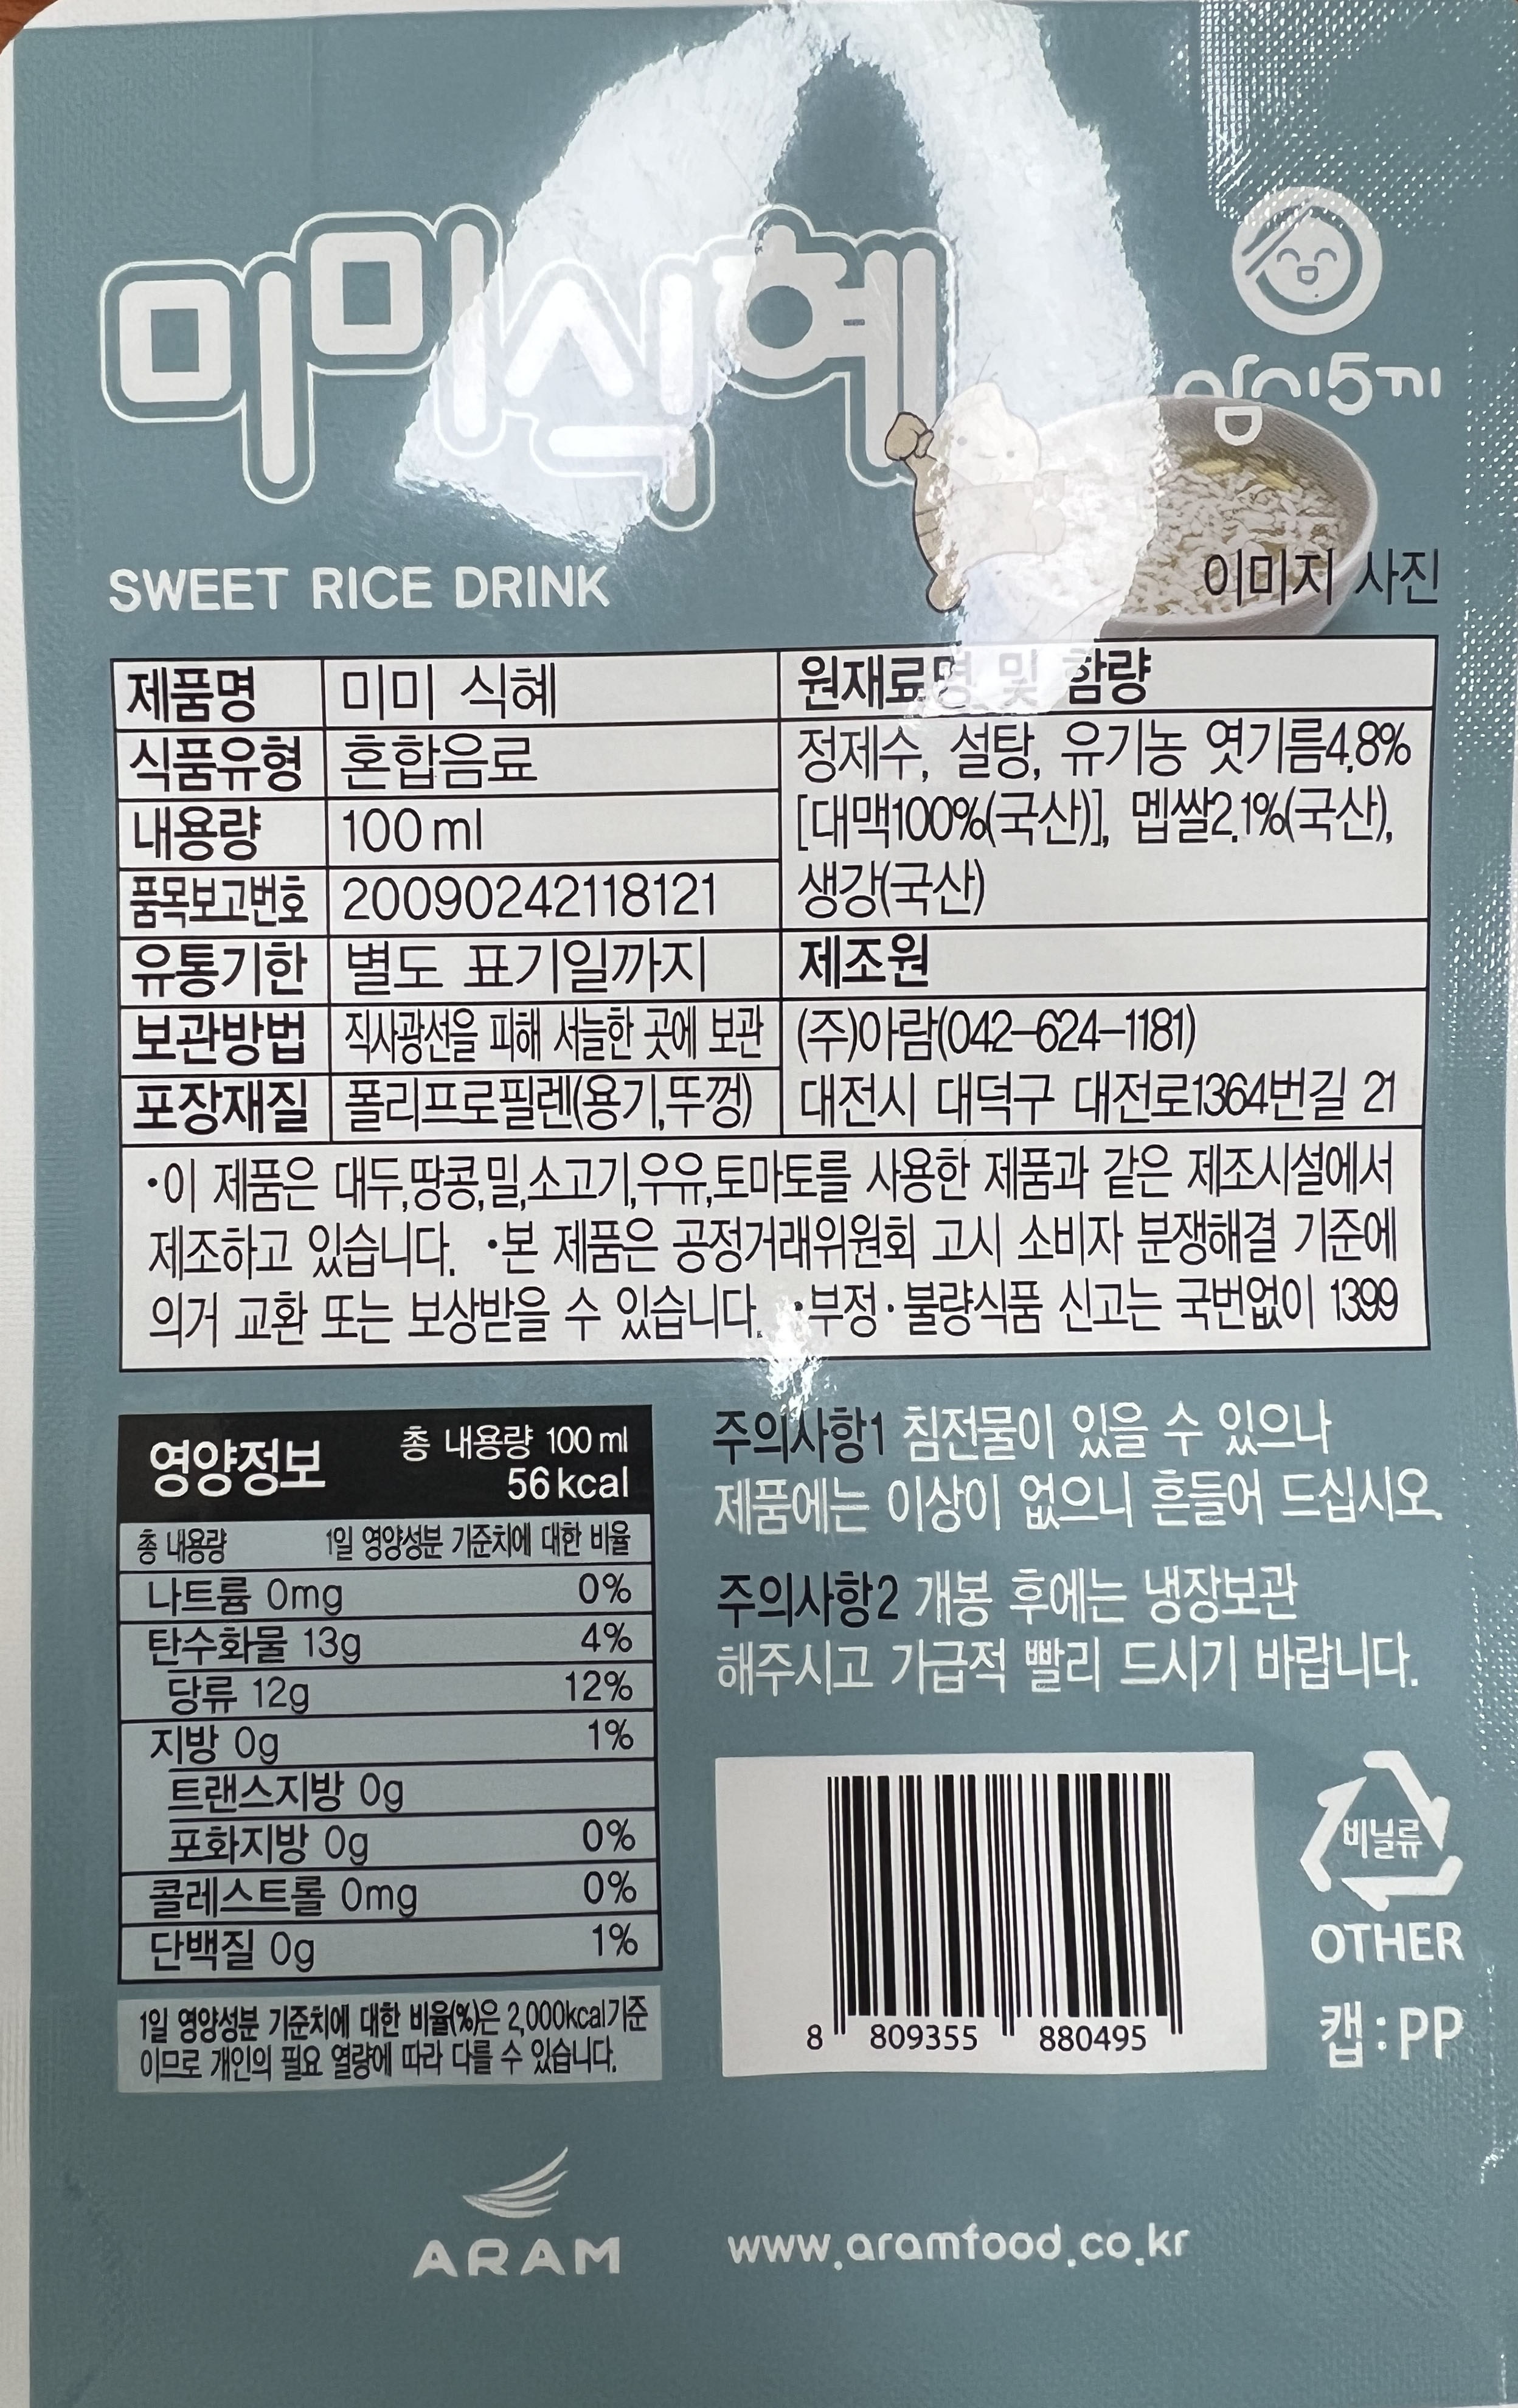 미미식혜
맘마5끼
SWEET RICE DRINK
이미지 사진
제품명 미미 식혜
식품유형 혼합음료
내용량 100 ml
품목보고번호 20090242118121
유통기한 별도 표기일까지
보관방법 직사광선을 피해 서늘한 곳에 보관
포장재질 폴리프로필렌(용기,뚜껑)
원재료명 및 함량
정제수, 설탕, 유기농 엿기름4.8%
[대맥100%(국산)], 멥쌀2.1%(국산),
생강(국산)
제조원
(주)아람(042-624-1181)
대전시 대덕구 대전로1364번길 21
•이 제품은 대두,땅콩,밀,소고기,우유,토마토를 사용한 제품과 같은 제조시설에서
제조하고 있습니다. •본 제품은 공정거래위원회 고시 소비자 분쟁해결 기준에
의거 교환 또는 보상받을 수 있습니다. •부정·불량식품 신고는 국번없이 1399
영양정보
총 내용량 100 ml
56 kcal
총 내용량 1일 영양성분 기준치에 대한 비율
나트륨 0mg 0%
탄수화물 13g 4%
당류 12g 12%
지방 0g 1%
트랜스지방 0g
포화지방 0g 0%
콜레스트롤 0mg 0%
단백질 0g 1%
1일 영양성분 기준치에 대한 비율(%)은 2,000kcal기준
이므로 개인의 필요 열량에 따라 다를 수 있습니다.
주의사항1 침전물이 있을 수 있으나
제품에는 이상이 없으니 흔들어 드십시오.
주의사항2 개봉 후에는 냉장보관
해주시고 가급적 빨리 드시기 바랍니다.
8 809355 880495
비닐류
OTHER
캡:PP
ARAM
www.aramfood.co.kr